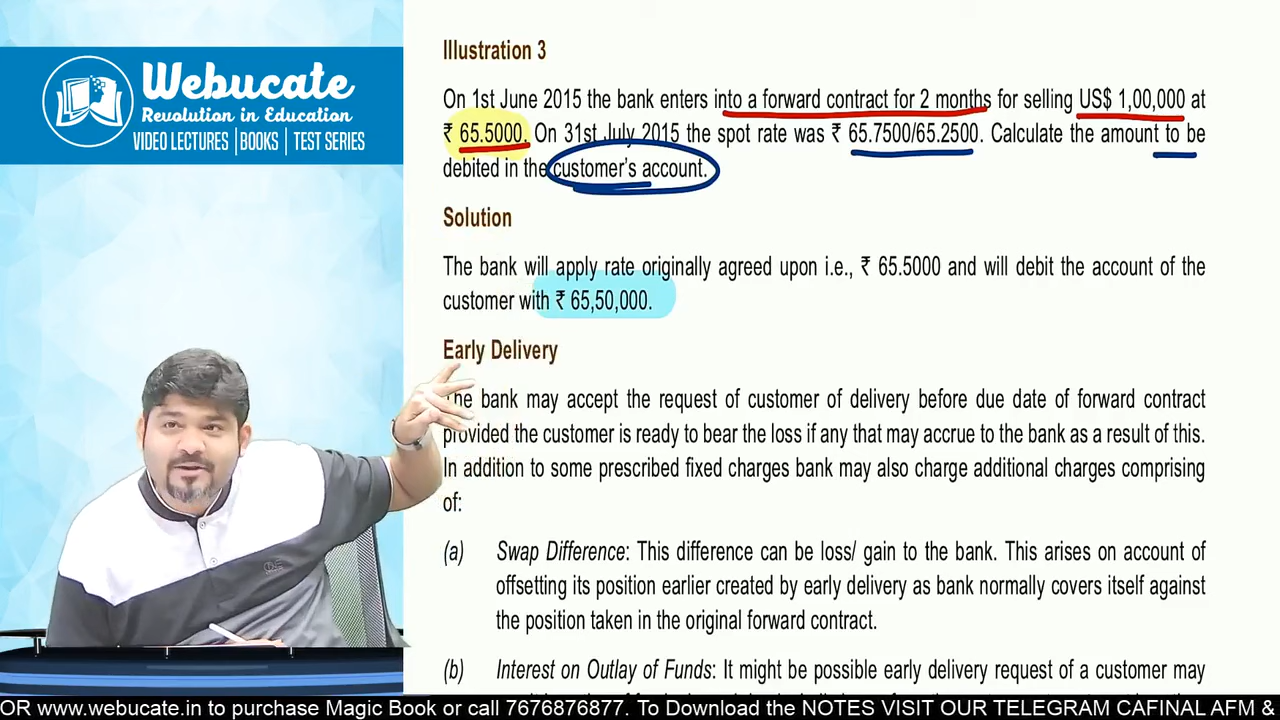 Webucate
Revolution in Education
VIDEO LECTURES | BOOKS | TEST SERIES
Illustration 3
On 1st June 2015 the bank enters into a forward contract for 2 months for selling US$ 1,00,000 at
₹ 65.5000. On 31st July 2015 the spot rate was ₹ 65.7500/65.2500. Calculate the amount to be
debited in the customer's account.
Solution
The bank will apply rate originally agreed upon i.e., ₹ 65.5000 and will debit the account of the
customer with ₹ 65,50,000.
Early Delivery
The bank may accept the request of customer of delivery before due date of forward contract
provided the customer is ready to bear the loss if any that may accrue to the bank as a result of this.
In addition to some prescribed fixed charges bank may also charge additional charges comprising
of:
(a) Swap Difference: This difference can be loss/ gain to the bank. This arises on account of
offsetting its position earlier created by early delivery as bank normally covers itself against
the position taken in the original forward contract.
(b) Interest on Outlay of Funds: It might be possible early delivery request of a customer may
OR www.webucate.in to purchase Magic Book or call 7676876877. To Download the NOTES VISIT OUR TELEGRAM CAFINAL AFM &